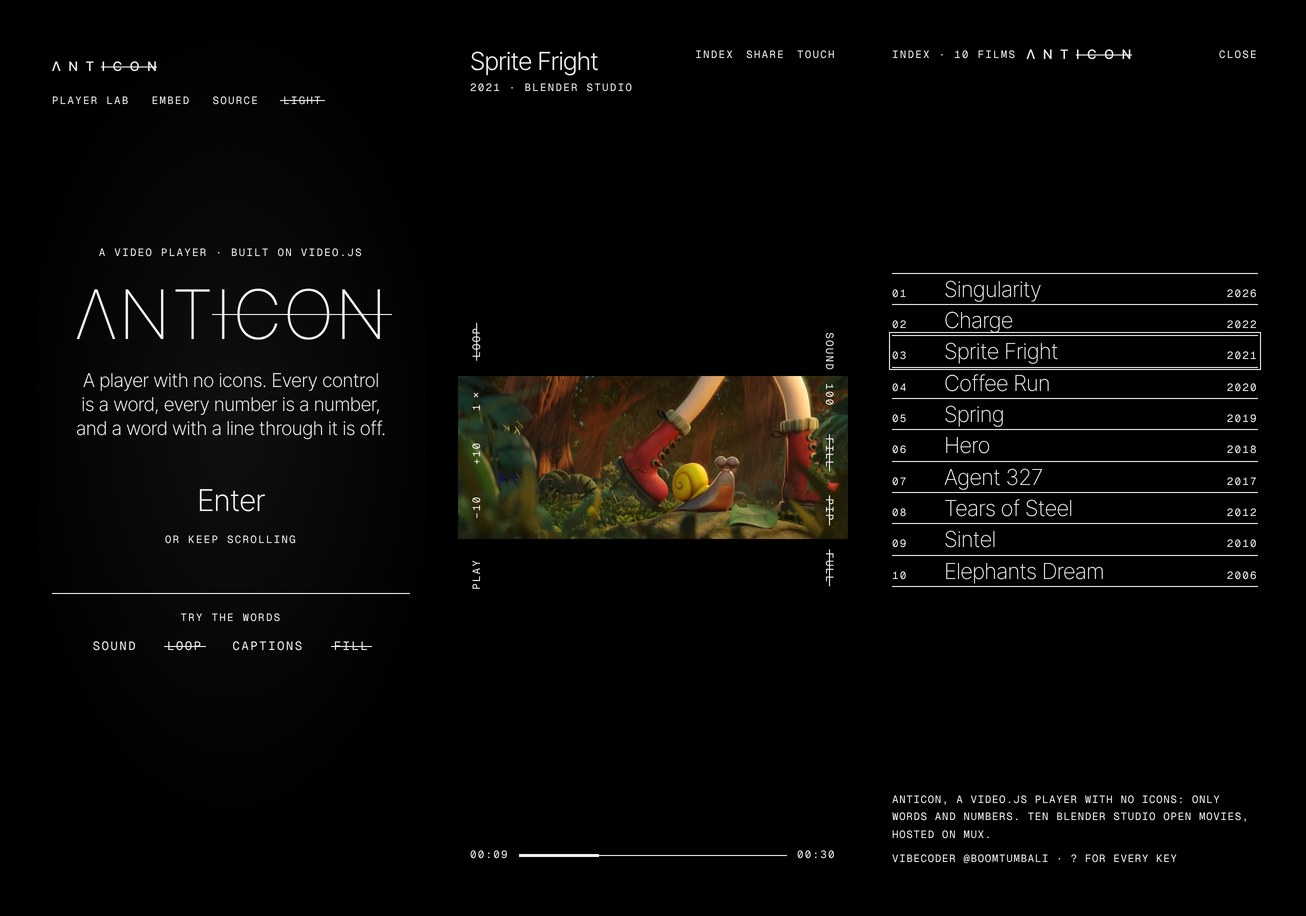 ANTICON
PLAYER LAB EMBED SOURCE LIGHT
A VIDEO PLAYER · BUILT ON VIDEO.JS
ANTICON
A player with no icons. Every control
is a word, every number is a number,
and a word with a line through it is off.
Enter
OR KEEP SCROLLING
TRY THE WORDS
SOUND LOOP CAPTIONS FILL
Sprite Fright
2021 · BLENDER STUDIO
INDEX SHARE TOUCH
PLAY −10 +10 1× LOOP
SOUND 100 FILL PIP FULL
00:09 00:30
INDEX · 10 FILMS ANTICON CLOSE
01 Singularity 2026
02 Charge 2022
03 Sprite Fright 2021
04 Coffee Run 2020
05 Spring 2019
06 Hero 2018
07 Agent 327 2017
08 Tears of Steel 2012
09 Sintel 2010
10 Elephants Dream 2006
ANTICON, A VIDEO.JS PLAYER WITH NO ICONS: ONLY
WORDS AND NUMBERS. TEN BLENDER STUDIO OPEN MOVIES,
HOSTED ON MUX.
VIBECODER @BOOMTUMBALI · ? FOR EVERY KEY